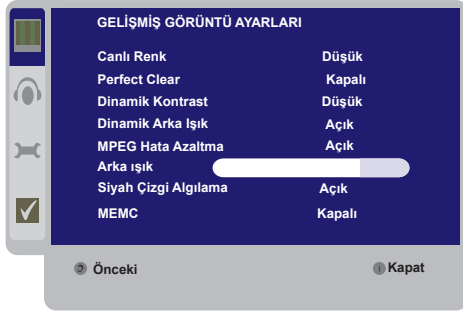 GELİŞMİŞ GÖRÜNTÜ AYARLARI
Canlı Renk Düşük
Perfect Clear Kapalı
Dinamik Kontrast Düşük
Dinamik Arka Işık Açık
MPEG Hata Azaltma Açık
Arka ışık
Siyah Çizgi Algılama Açık
MEMC Kapalı
Önceki Kapat